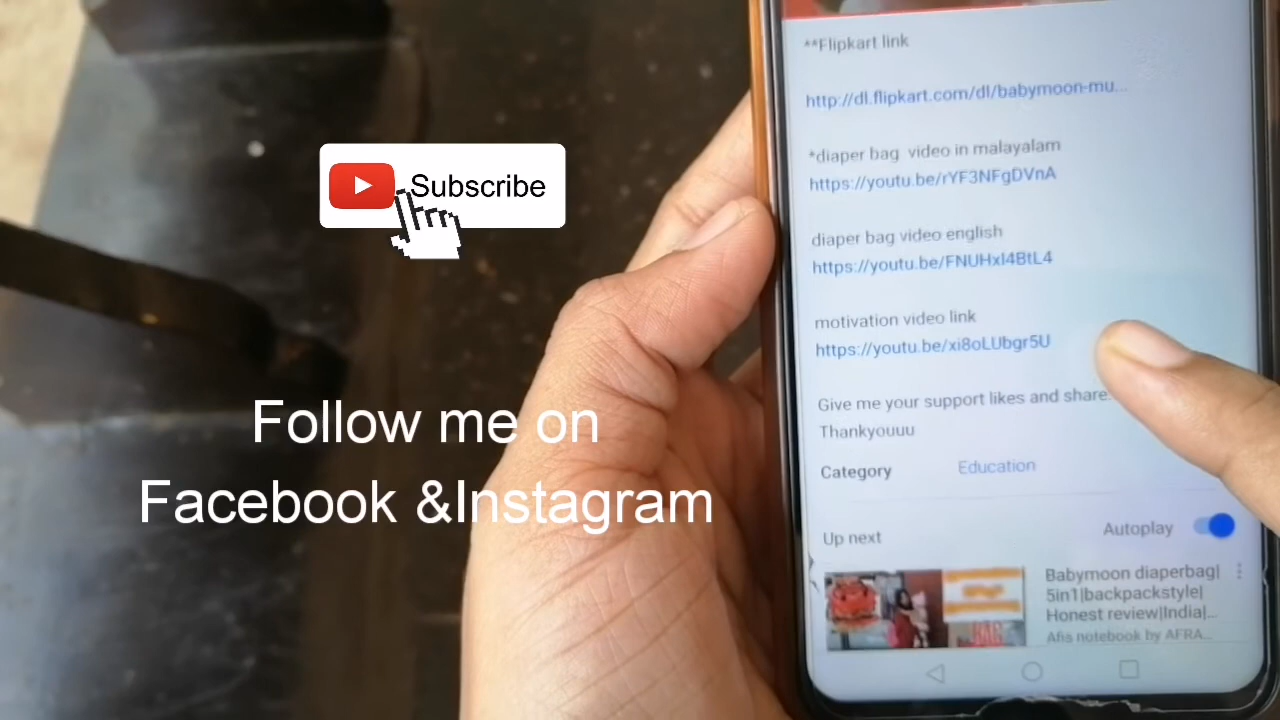 Subscribe
Follow me on
Facebook &Instagram
**Flipkart link
http://dl.flipkart.com/dl/babymoon-mu...
*diaper bag video in malayalam
https://youtu.be/rYF3NFgDVnA
diaper bag video english
https://youtu.be/FNUHxI4BtL4
motivation video link
https://youtu.be/xi8oLUbgr5U
Give me your support likes and share.
Thankyouuu
Category Education
Up next Autoplay
Babymoon diaperbag|
5in1|backpackstyle|
Honest review|India|...
Afis notebook by AFRA...